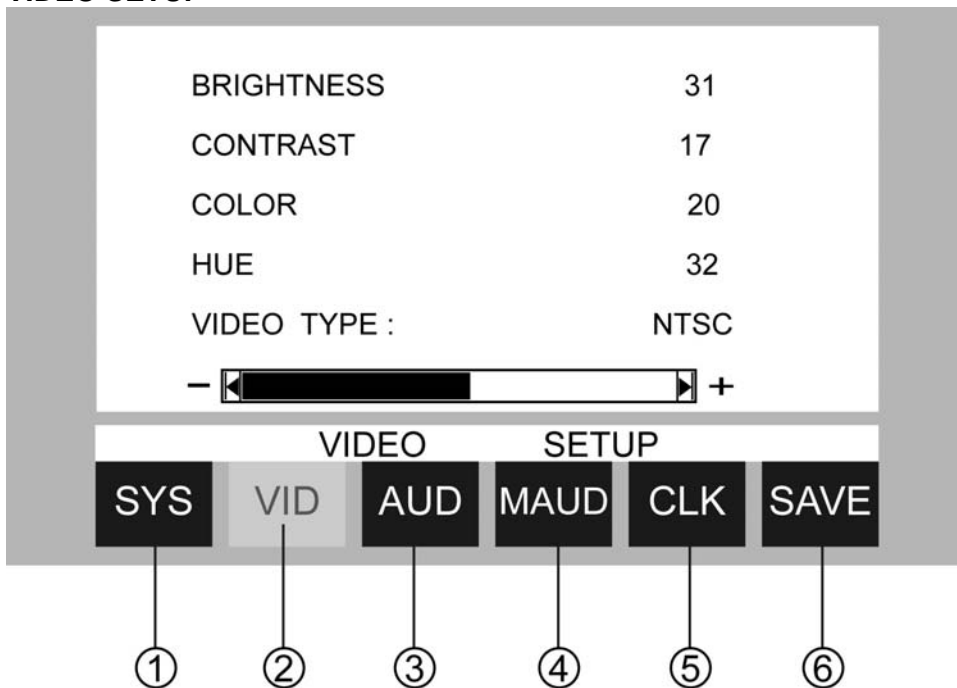 BRIGHTNESS 31
CONTRAST 17
COLOR 20
HUE 32
VIDEO TYPE : NTSC
− +
VIDEO SETUP
SYS VID AUD MAUD CLK SAVE
① ② ③ ④ ⑤ ⑥